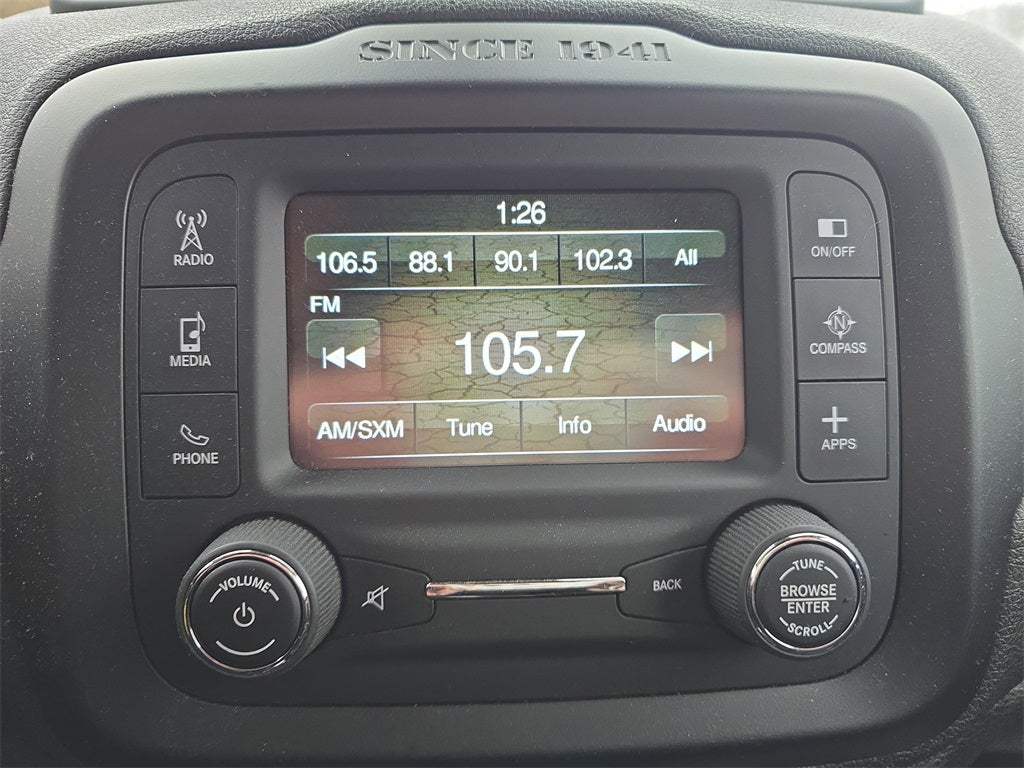 SINCE 1941
1:26
106.5 88.1 90.1 102.3 All
FM
105.7
AM/SXM Tune Info Audio
RADIO
MEDIA
PHONE
ON/OFF
N
COMPASS
APPS
VOLUME
BACK
TUNE
BROWSE
ENTER
SCROLL